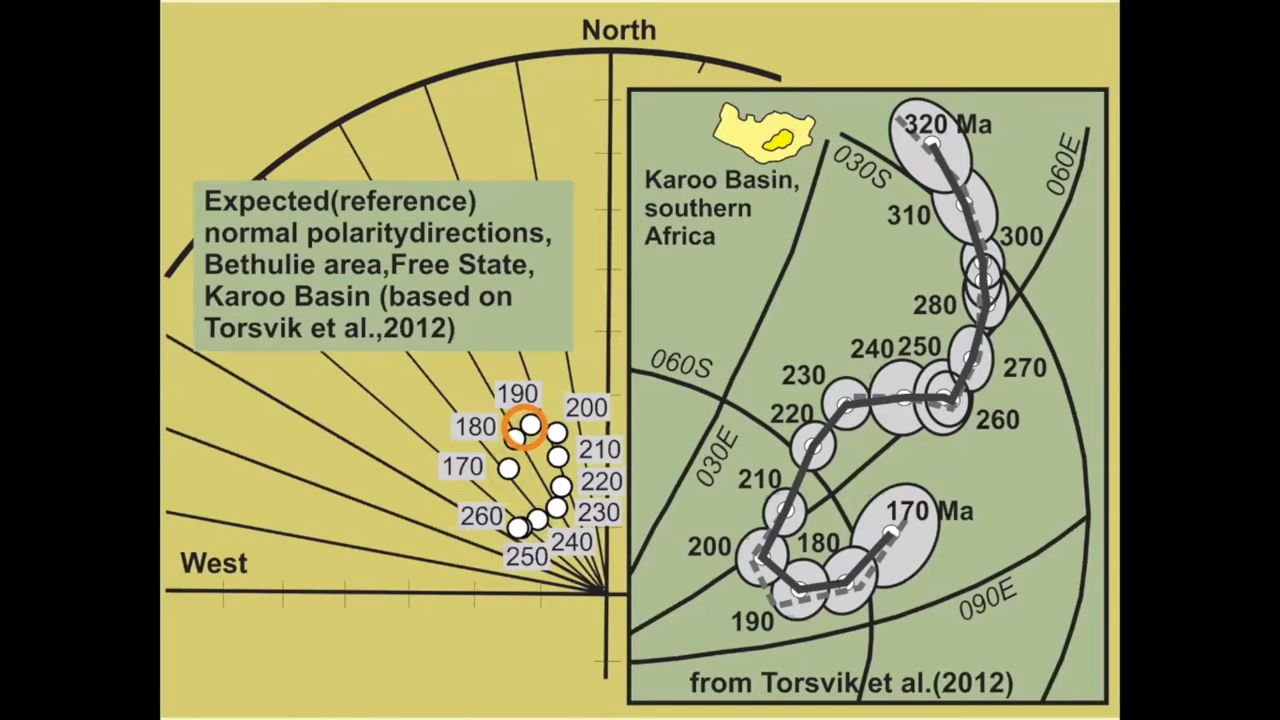 North
Expected(reference)
normal polaritydirections,
Bethulie area,Free State,
Karoo Basin (based on
Torsvik et al.,2012)
190
200
180
210
170
220
260
230
240
250
West
320 Ma
030S
060E
Karoo Basin,
southern
Africa
310
300
280
240
250
270
060S
230
260
220
030E
210
170 Ma
200
180
090E
190
from Torsvik et al.(2012)